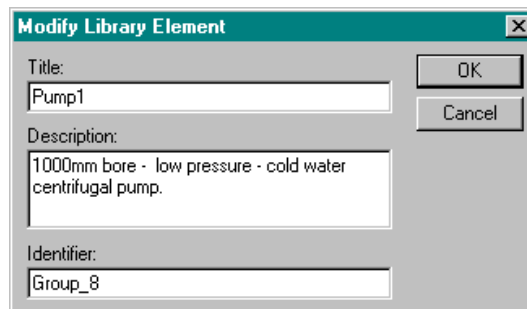 Modify Library Element
Title:
OK
Pump1
Cancel
Description:
1000mm bore -  low pressure - cold water
centrifugal pump.
Identifier:
Group_8